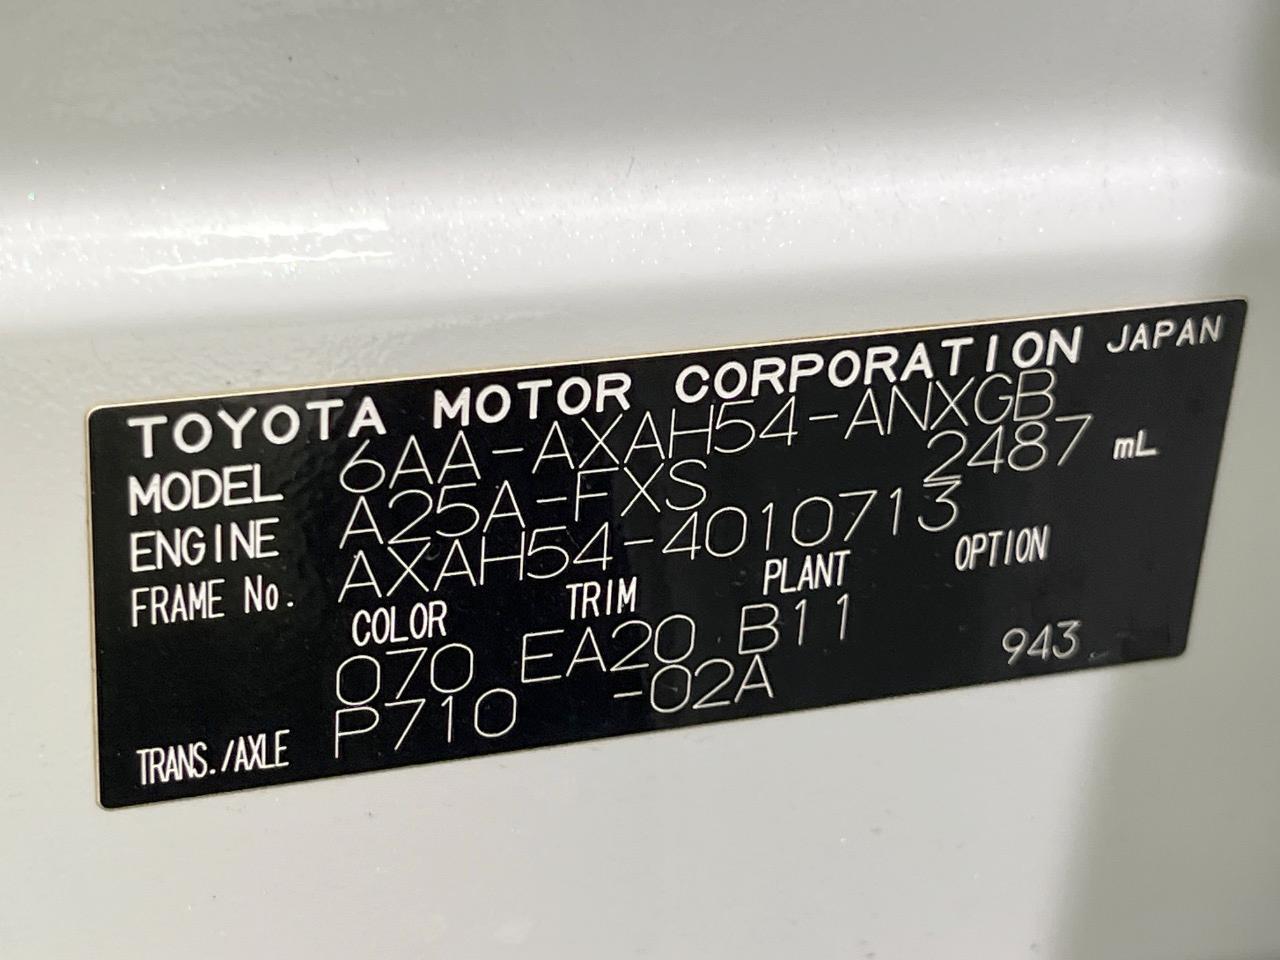 TOYOTA MOTOR CORPORATION JAPAN
MODEL 6AA-AXAH54-ANXGB
ENGINE A25A-FXS 2487 mL
FRAME No. AXAH54-4010713
COLOR TRIM PLANT OPTION
070 EA20 B11
TRANS./AXLE P710 -02A 943